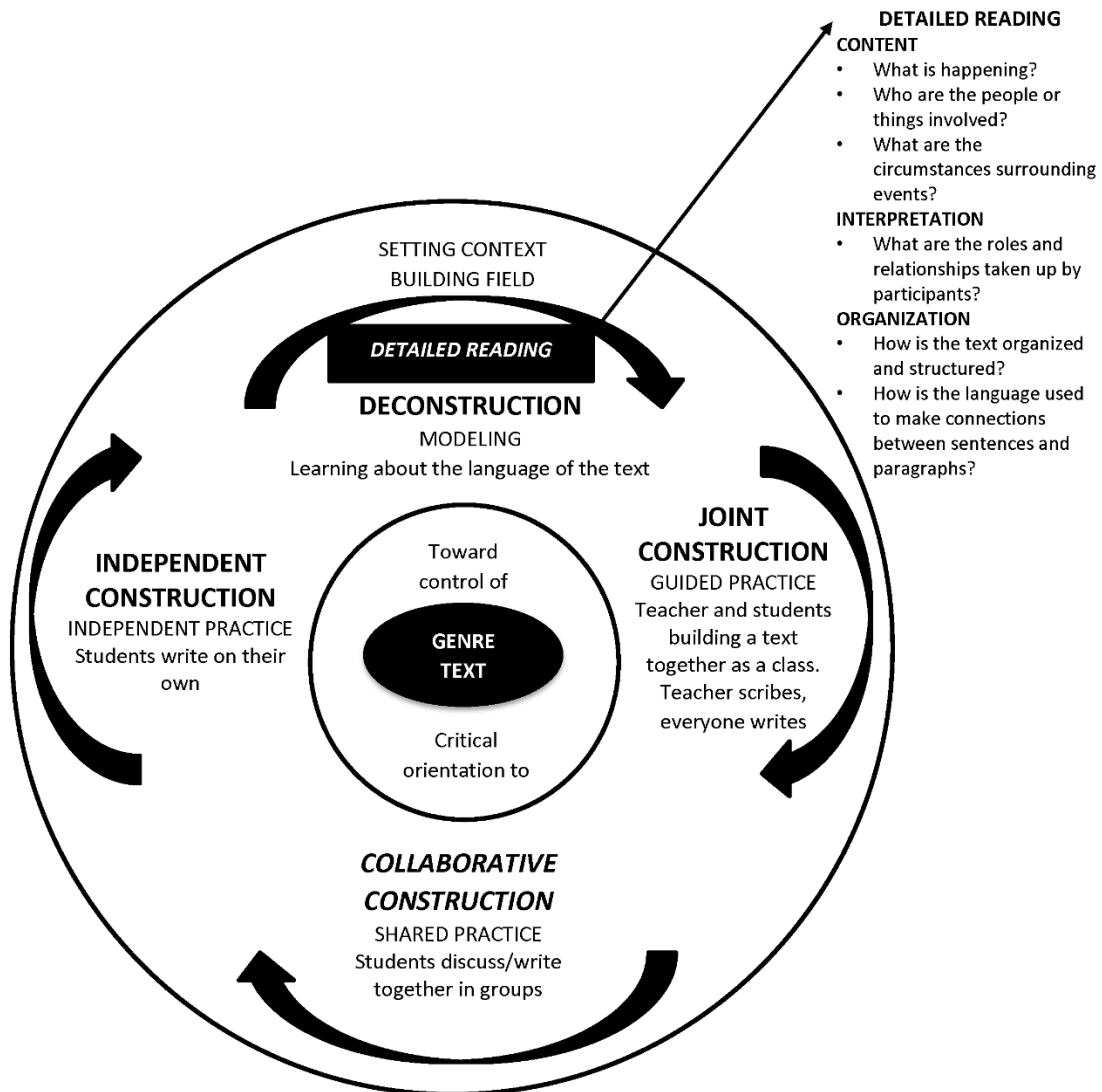 DETAILED READING
CONTENT
• What is happening?
• Who are the people or
things involved?
• What are the
circumstances surrounding
events?
INTERPRETATION
• What are the roles and
relationships taken up by
participants?
ORGANIZATION
• How is the text organized
and structured?
• How is the language used
to make connections
between sentences and
paragraphs?
SETTING CONTEXT
BUILDING FIELD
DETAILED READING
DECONSTRUCTION
MODELING
Learning about the language of the text
JOINT
CONSTRUCTION
GUIDED PRACTICE
Teacher and students
building a text
together as a class.
Teacher scribes,
everyone writes
COLLABORATIVE
CONSTRUCTION
SHARED PRACTICE
Students discuss/write
together in groups
INDEPENDENT
CONSTRUCTION
INDEPENDENT PRACTICE
Students write on their
own
Toward
control of
GENRE
TEXT
Critical
orientation to